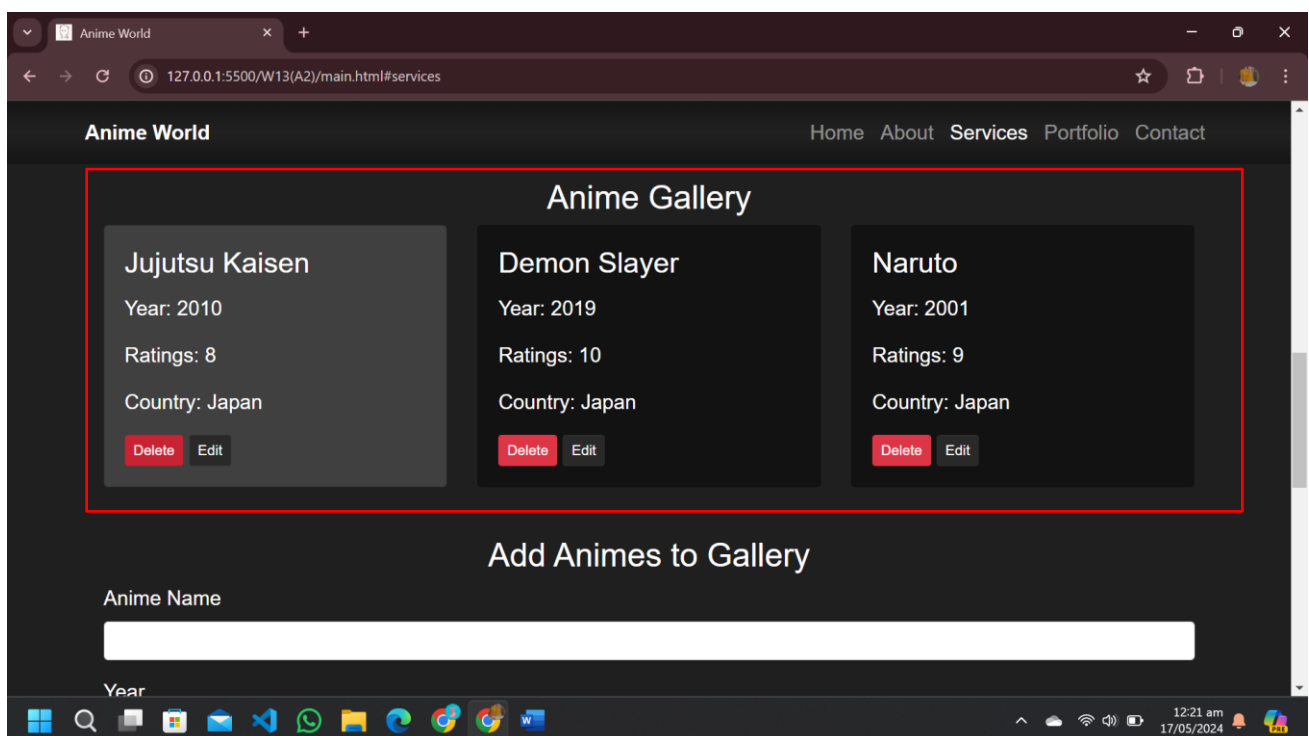 Anime World
127.0.0.1:5500/W13(A2)/main.html#services
Anime World
Home About Services Portfolio Contact
Anime Gallery
Jujutsu Kaisen
Year: 2010
Ratings: 8
Country: Japan
Delete Edit
Demon Slayer
Year: 2019
Ratings: 10
Country: Japan
Delete Edit
Naruto
Year: 2001
Ratings: 9
Country: Japan
Delete Edit
Add Animes to Gallery
Anime Name
Year
12:21 am
17/05/2024
PRE